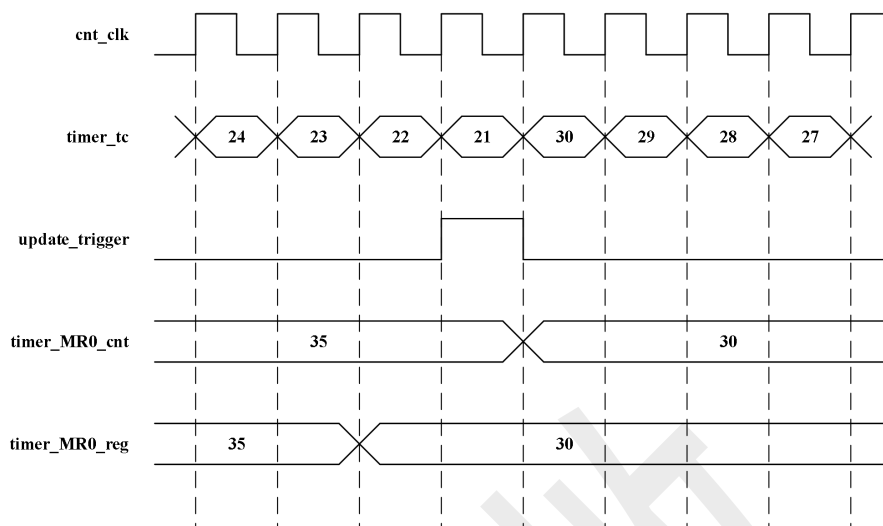 cnt_clk
timer_tc 24 23 22 21 30 29 28 27
update_trigger
timer_MR0_cnt 35 30
timer_MR0_reg 35 30